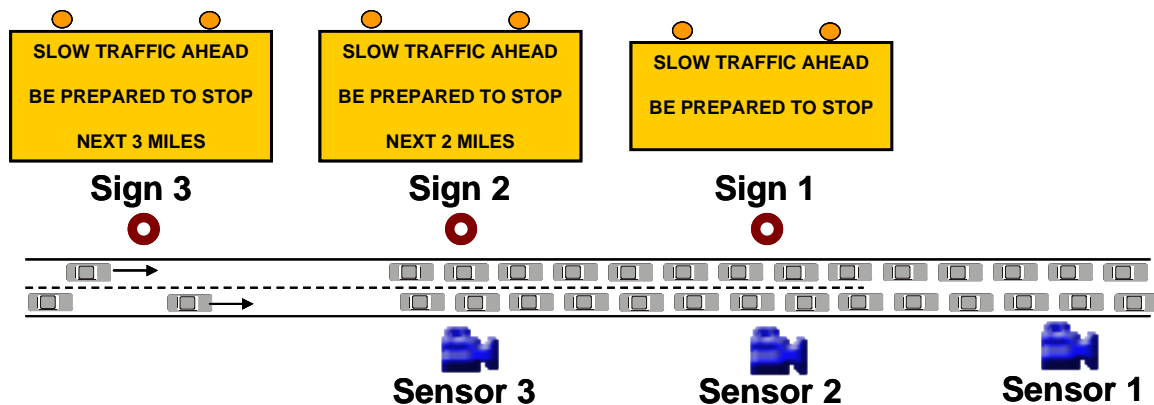 SLOW TRAFFIC AHEAD
BE PREPARED TO STOP
NEXT 3 MILES
SLOW TRAFFIC AHEAD
BE PREPARED TO STOP
NEXT 2 MILES
SLOW TRAFFIC AHEAD
BE PREPARED TO STOP
Sign 3
Sign 2
Sign 1
Sensor 3
Sensor 2
Sensor 1